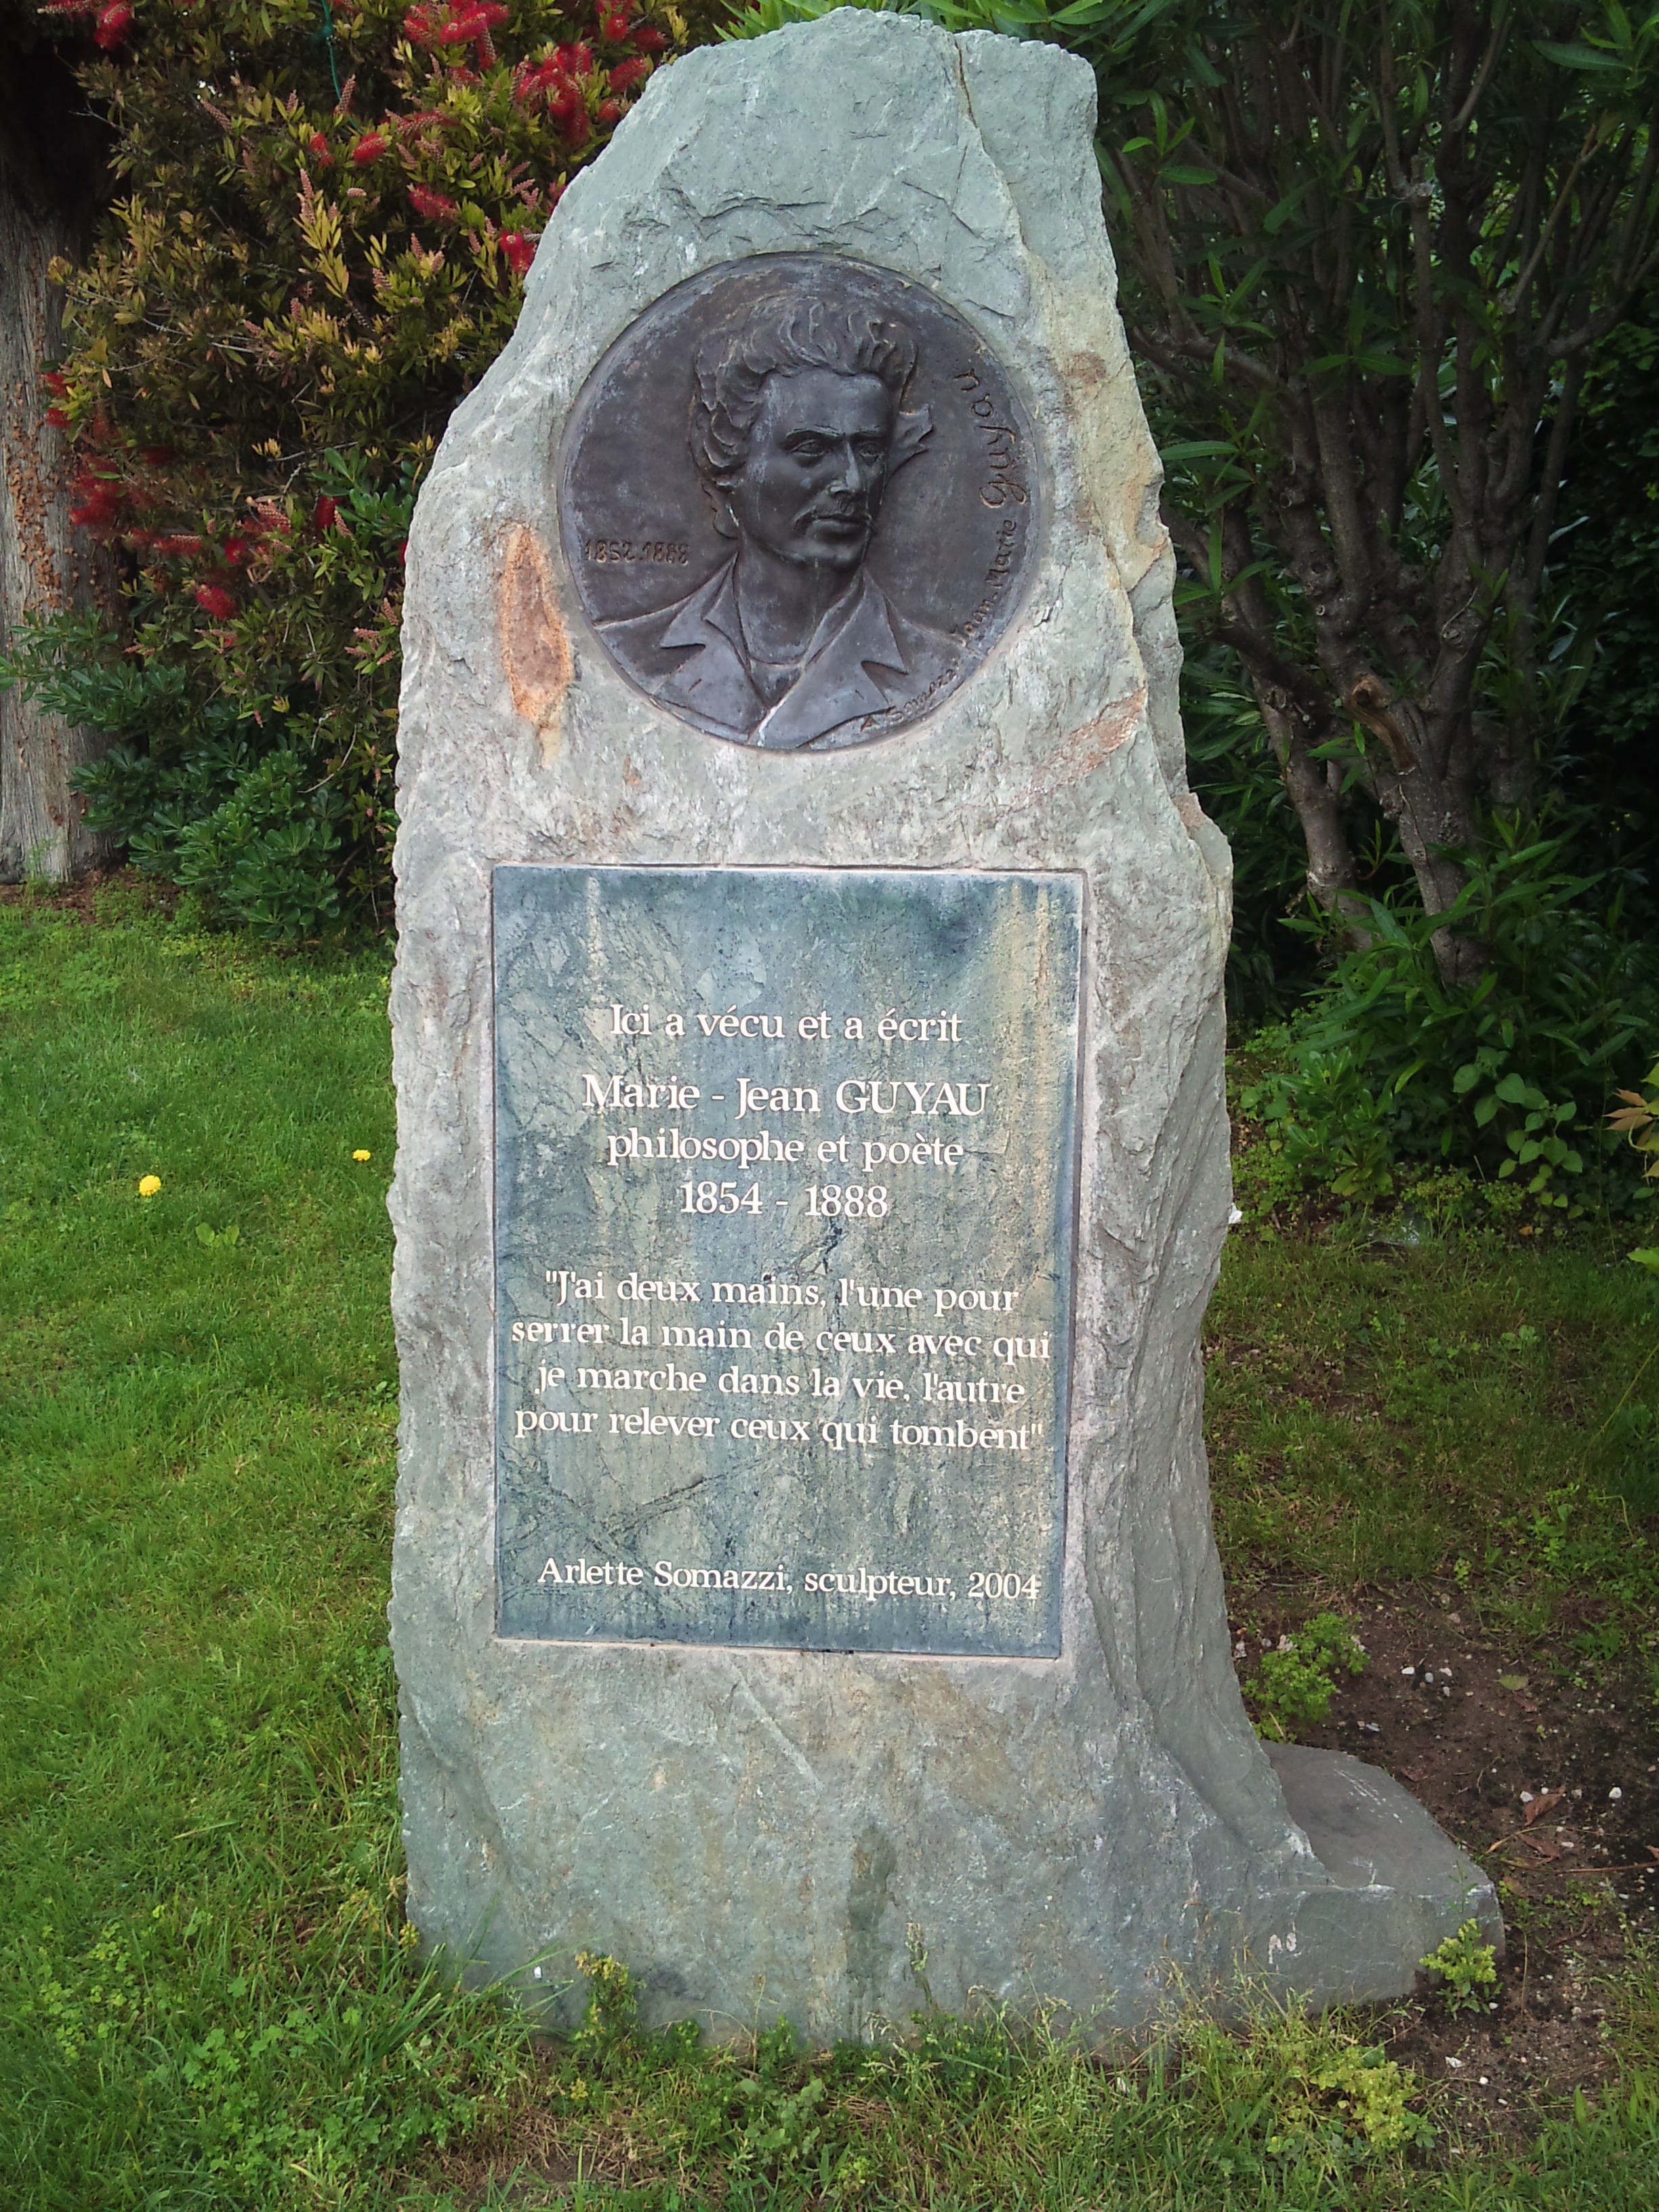 1852.1888
Jean Marie Guyau
A. Somazzi
Ici a vécu et a écrit
Marie - Jean GUYAU
philosophe et poète
1854 - 1888
"J'ai deux mains, l'une pour
serrer la main de ceux avec qui
je marche dans la vie, l'autre
pour relever ceux qui tombent"
Arlette Somazzi, sculpteur, 2004